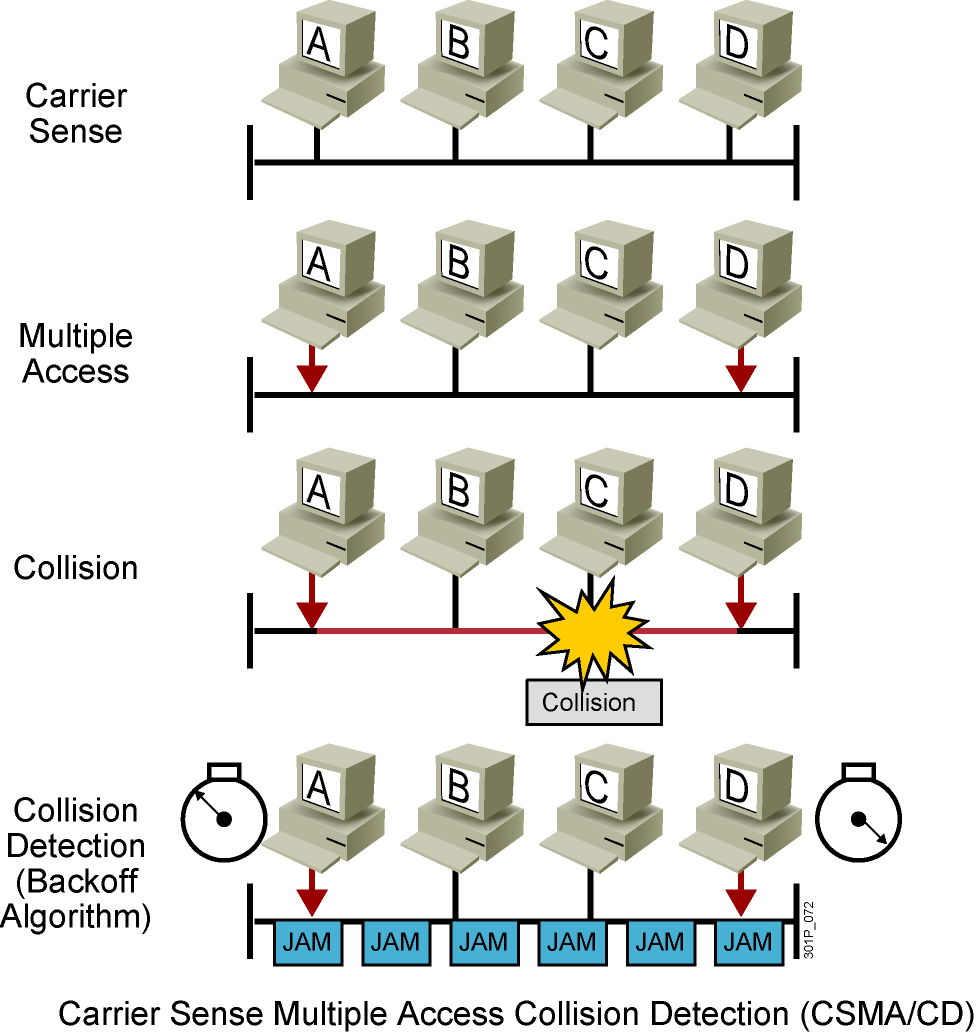 Carrier
Sense
A B C D
Multiple
Access
A B C D
Collision
A B C D
Collision
Collision
Detection
(Backoff
Algorithm)
A B C D
JAM JAM JAM JAM JAM JAM
301P_072
Carrier Sense Multiple Access Collision Detection (CSMA/CD)